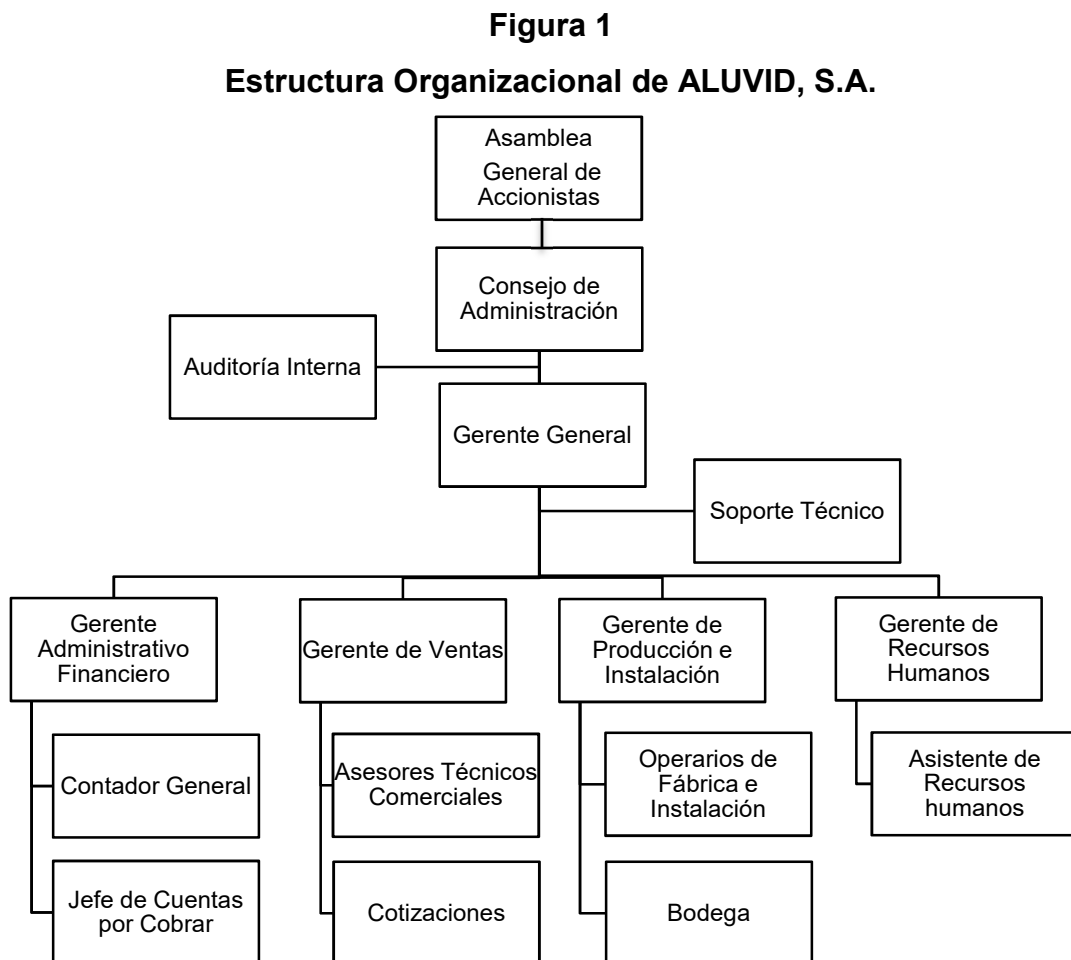 Figura 1
Estructura Organizacional de ALUVID, S.A.
Asamblea
General de
Accionistas
Consejo de
Administración
Auditoría Interna
Gerente General
Soporte Técnico
Gerente
Administrativo
Financiero
Gerente de Ventas
Gerente de
Producción e
Instalación
Gerente de
Recursos
Humanos
Contador General
Asesores Técnicos
Comerciales
Operarios de
Fábrica e
Instalación
Asistente de
Recursos
humanos
Jefe de Cuentas
por Cobrar
Cotizaciones
Bodega